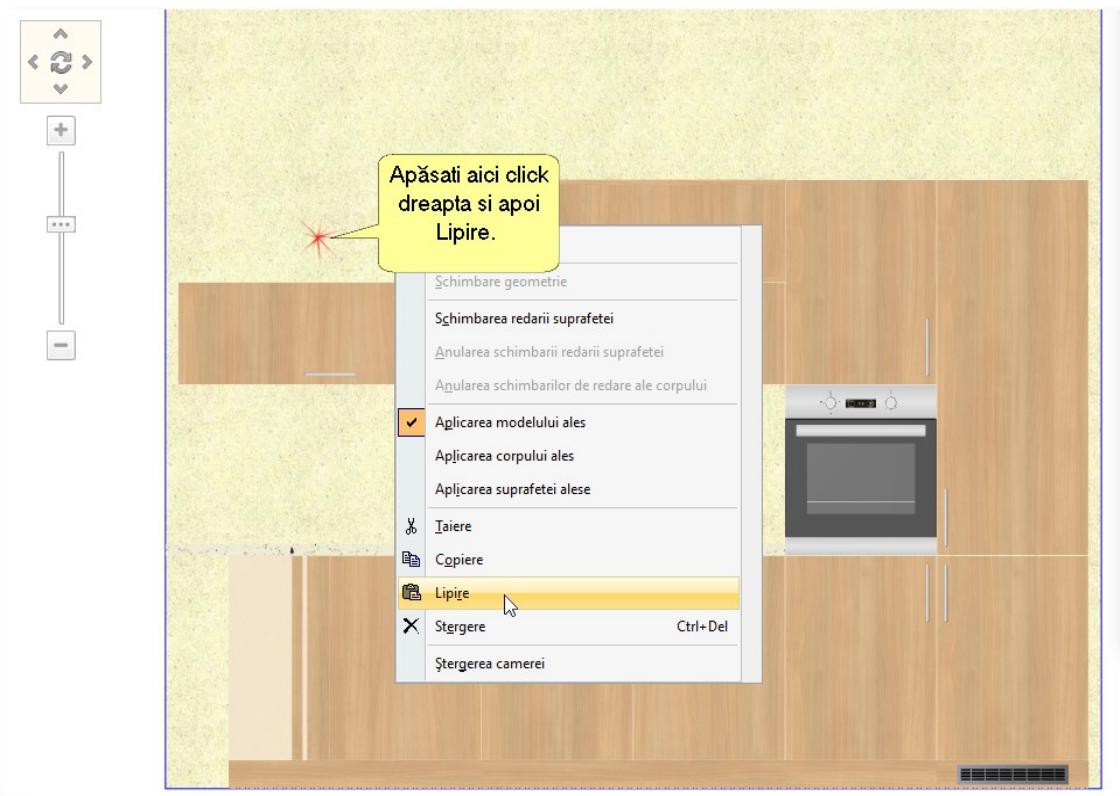 Apăsati aici click
dreapta si apoi
Lipire.
Schimbare geometrie
Schimbarea redarii suprafetei
Anularea schimbarii redarii suprafetei
Anularea schimbarilor de redare ale corpului
Aplicarea modelului ales
Aplicarea corpului ales
Aplicarea suprafetei alese
Taiere
Copiere
Lipire
Stergere Ctrl+Del
Ştergerea camerei